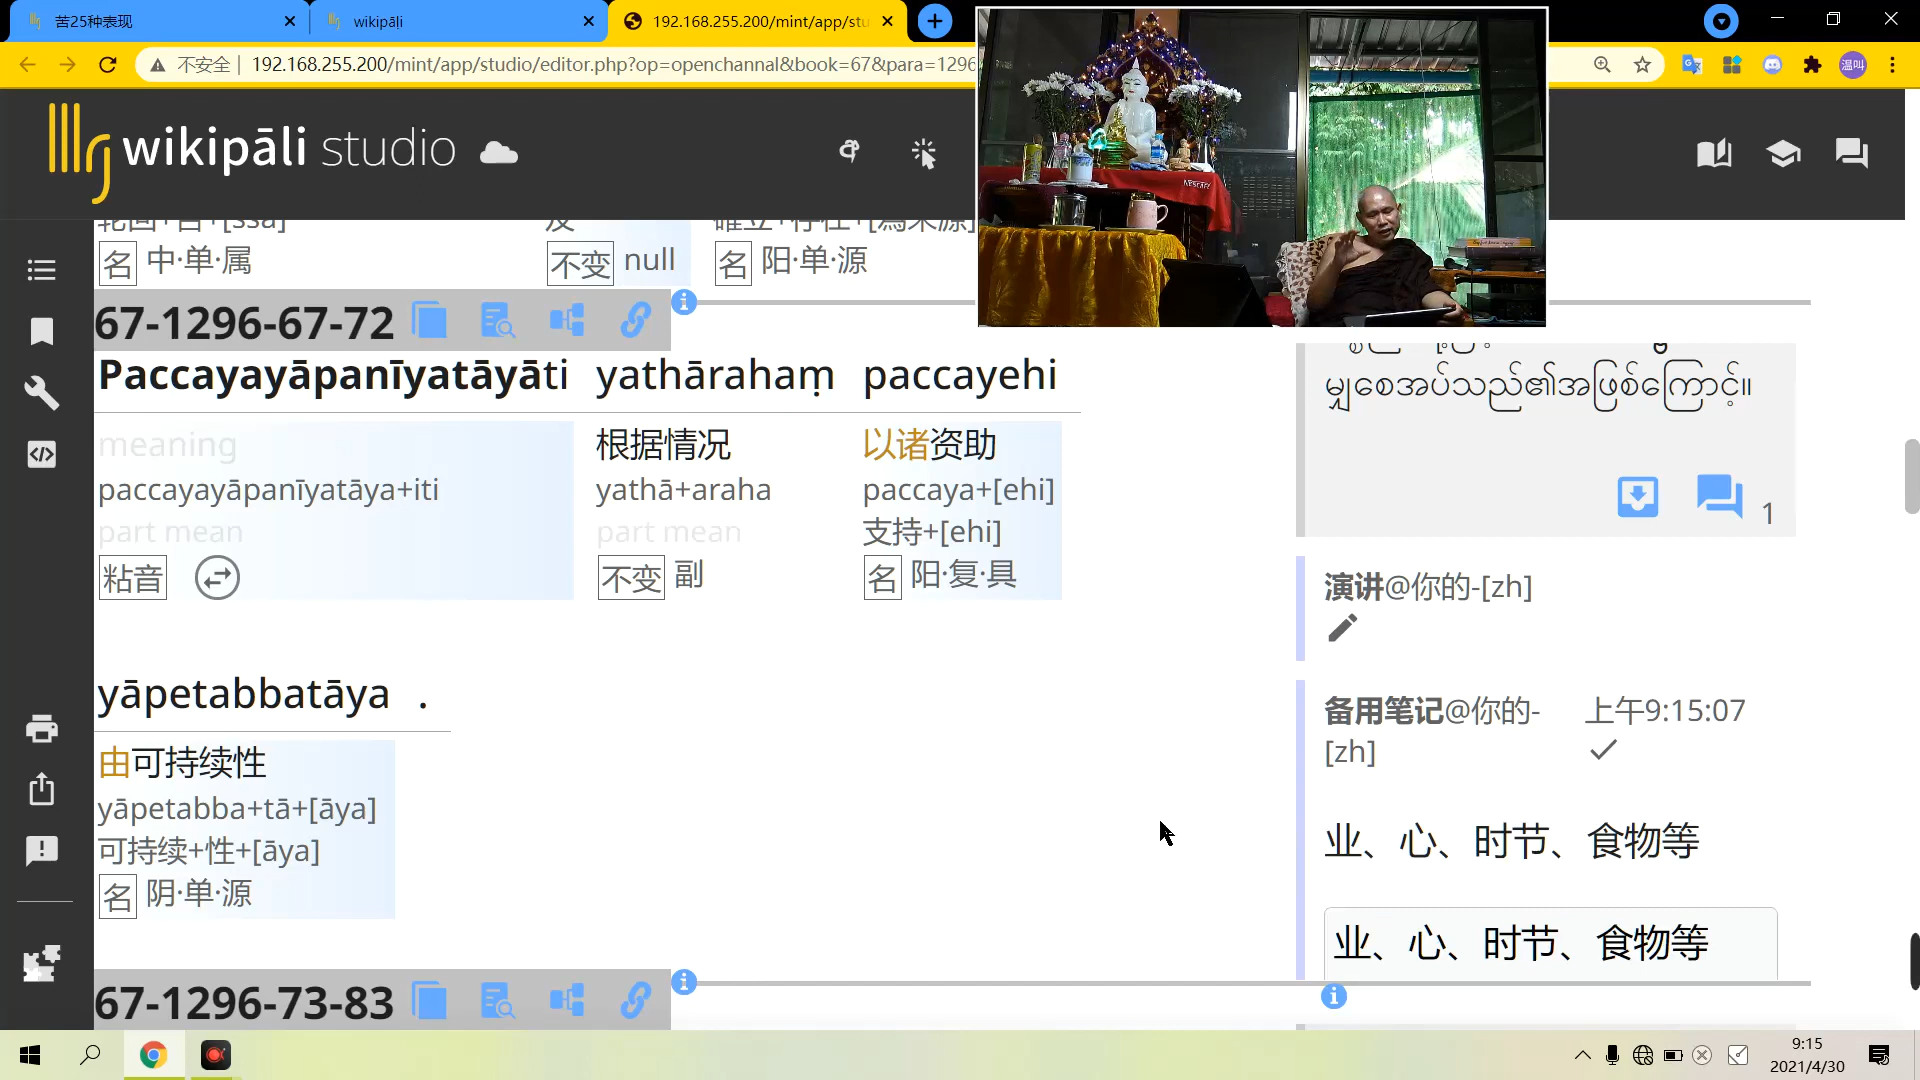 苦25种表现
wikipāḷi
192.168.255.200/mint/app/stu
不安全
192.168.255.200/mint/app/studio/editor.php?op=openchannal&book=67&para=1296
温叫
wikipāli studio
NESCAFÉ
名 中·单·属
不变 null
名 阳·单·源
67-1296-67-72
Paccayayāpanīyatāyāti yathārahaṃ paccayehi
meaning
根据情况
以诸资助
paccayayāpanīyatāya+iti
yathā+araha
paccaya+[ehi]
part mean
part mean
支持+[ehi]
粘音
不变 副
名 阳·复·具
မျှစေအပ်သည်၏အဖြစ်ကြောင့်။
1
演讲@你的-[zh]
yāpetabbatāya .
由可持续性
yāpetabba+tā+[āya]
可持续+性+[āya]
名 阴·单·源
备用笔记@你的-[zh]
上午9:15:07
业、心、时节、食物等
业、心、时节、食物等
67-1296-73-83
9:15
2021/4/30